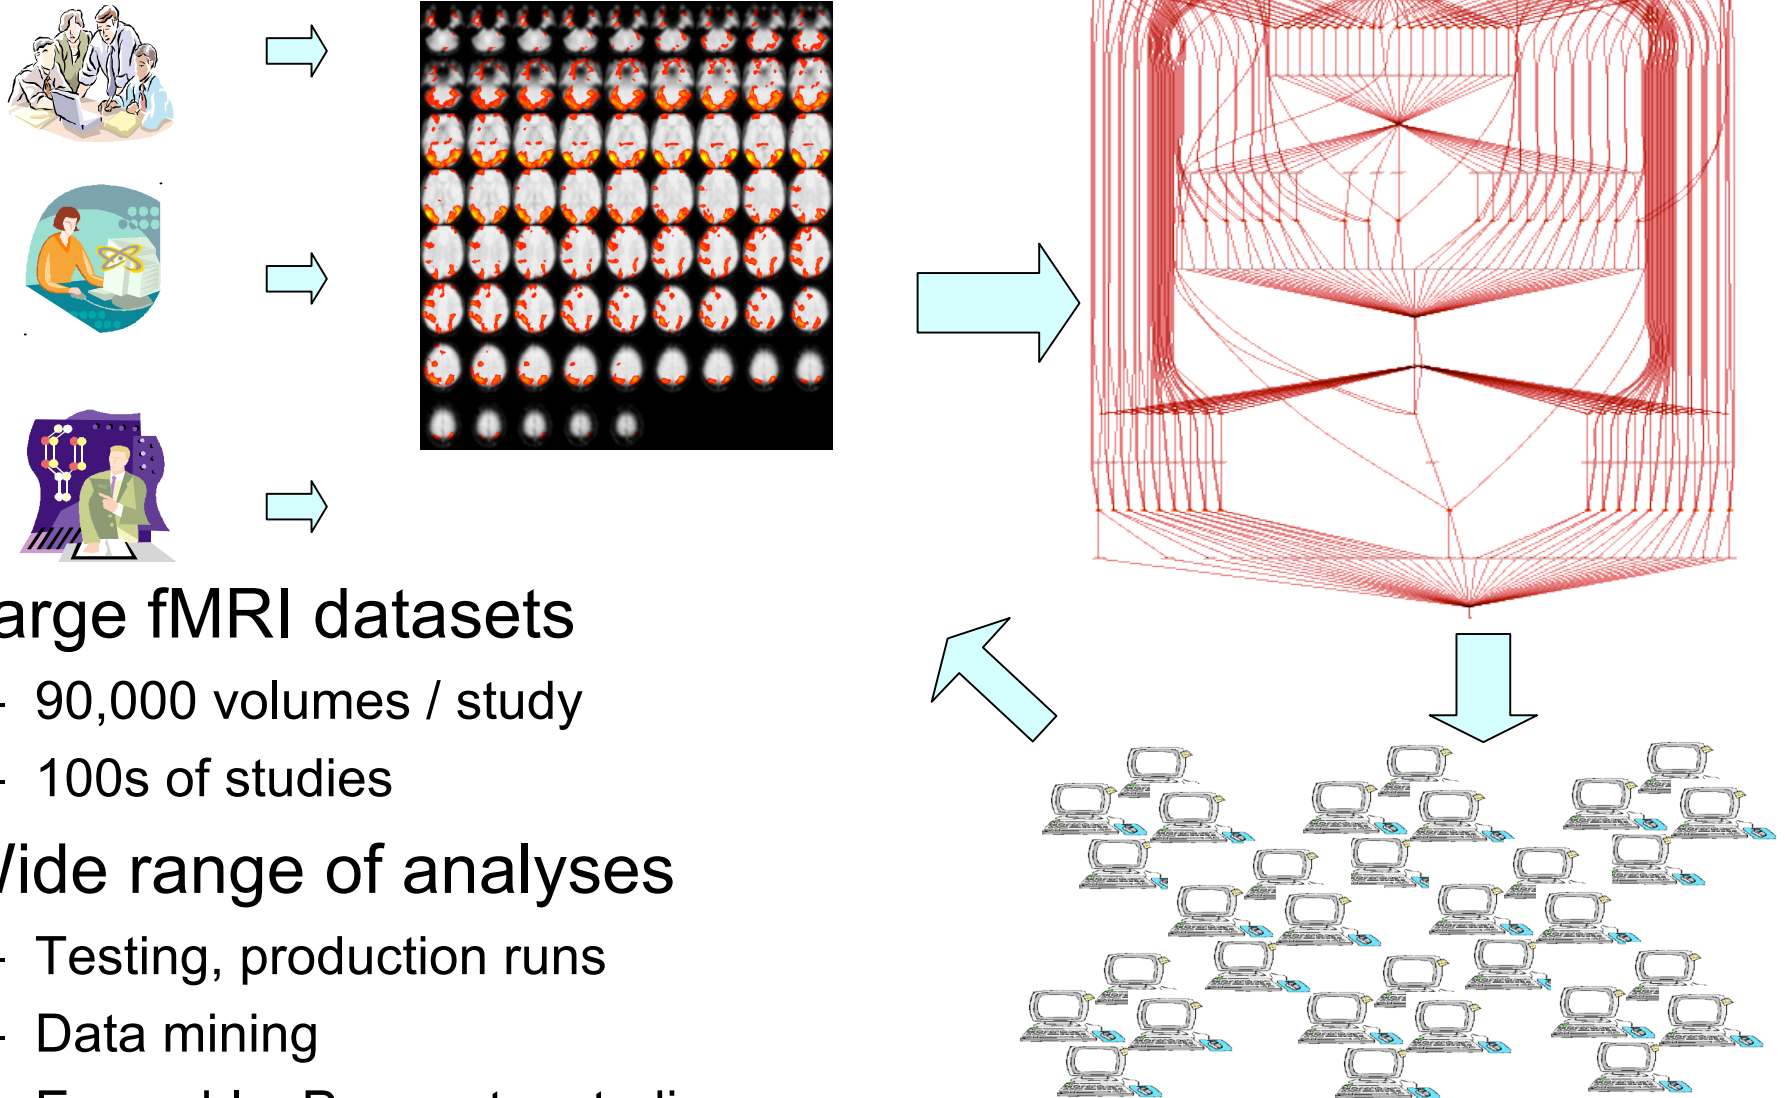 arge fMRI datasets
- 90,000 volumes / study
- 100s of studies
ide range of analyses
- Testing, production runs
- Data mining